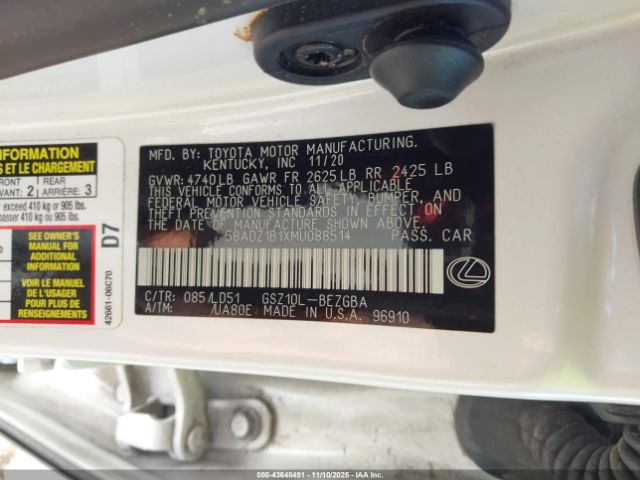 INFORMATION
S ET LE CHARGEMENT
FRONT
VANT: 2
REAR
ARRIÈRE: 3
exceed 410 kg or 905 lbs.
passer 410 kg ou 905 lbs.
SEE OWNER'S
MANUAL FOR
ADDITIONAL
INFORMATION
VOIR LE MANUEL
DE L'USAGER
POUR PLUS DE
RENSEIGNEMENTS
D7
42661-06C70
MFD. BY: TOYOTA MOTOR MANUFACTURING.
KENTUCKY, INC 11/20
GVWR: 4740LB GAWR FR 2625LB RR 2425 LB
THIS VEHICLE CONFORMS TO ALL APPLICABLE
FEDERAL MOTOR VEHICLE SAFETY, BUMPER, AND
THEFT PREVENTION STANDARDS IN EFFECT ON
THE DATE OF MANUFACTURE SHOWN ABOVE.
58ADZ1B1XMU088514 PASS. CAR
C/TR: 085/LD51 GSZ10L-BEZGBA
A/TM: /UA80E MADE IN U.S.A. 96910
000-43648491 - 11/10/2025 - IAAI.COM